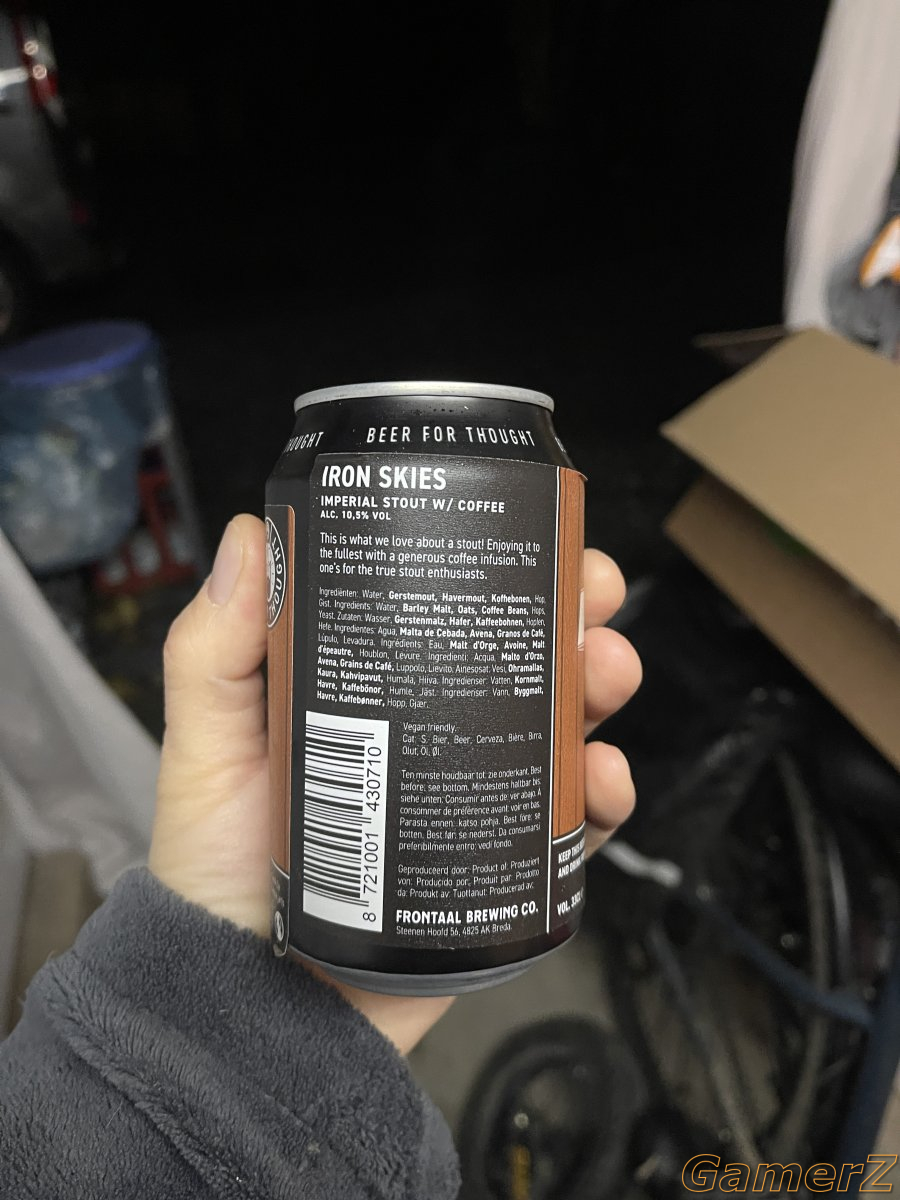 THOUGHT
BEER FOR THOUGHT
IRON SKIES
IMPERIAL STOUT W/ COFFEE
ALC. 10,5% VOL
This is what we love about a stout! Enjoying it to
the fullest with a generous coffee infusion. This
one's for the true stout enthusiasts.
Ingrediënten: Water, Gerstemout, Havermout, Koffiebonen, Hop,
Gist. Ingredients: Water, Barley Malt, Oats, Coffee Beans, Hops,
Yeast. Zutaten: Wasser, Gerstenmalz, Hafer, Kaffeebohnen, Hopfen,
Hefe. Ingredientes: Agua, Malta de Cebada, Avena, Granos de Café,
Lúpulo, Levadura. Ingrédients: Eau, Malt d'Orge, Avoine, Malt
d'épeautre, Houblon, Levure. Ingredienti: Acqua, Malto d'Orzo,
Avena, Grains de Café, Luppolo, Lievito. Ainesosat: Vesi, Ohramallas,
Kaura, Kahvipavut, Humala, Hiiva. Ingredienser: Vatten, Kornmalt,
Havre, Kaffebönor, Humle, Jäst. Ingredienser: Vann, Byggmalt,
Havre, Kaffebønner, Hopp, Gjær.
Vegan friendly.
Cat. S. Bier, Beer, Cerveza, Bière, Birra,
Olut, Öl, Øl.
Ten minste houdbaar tot: zie onderkant. Best
before: see bottom. Mindestens haltbar bis:
siehe unten. Consumir antes de: ver abajo. À
consommer de préférence avant: voir en bas.
Parasta ennen: katso pohja. Best före: se
botten. Best før: se nederst. Da consumarsi
preferibilmente entro: vedi fondo.
Geproduceerd door: Product of: Produziert
von: Producido por: Produit par: Prodotto
da: Produkt av: Tuottanut: Producerad av:
FRONTAAL BREWING CO.
Steenen Hoofd 56, 4825 AK Breda.
8 721001 430710
KEEP THIS
AND DRINK
VOL.
GamerZ